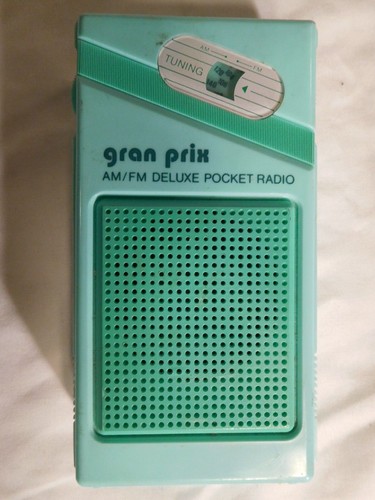 AM FM
TUNING
gran prix
AM/FM DELUXE POCKET RADIO